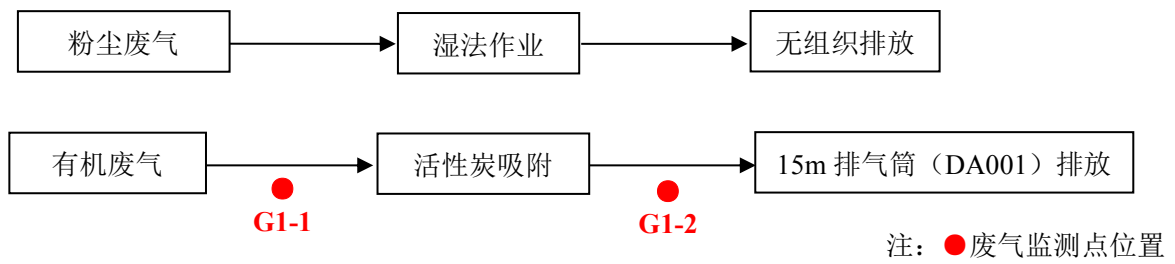 粉尘废气
湿法作业
无组织排放
有机废气
活性炭吸附
15m 排气筒（DA001）排放
G1-1
G1-2
注：●废气监测点位置